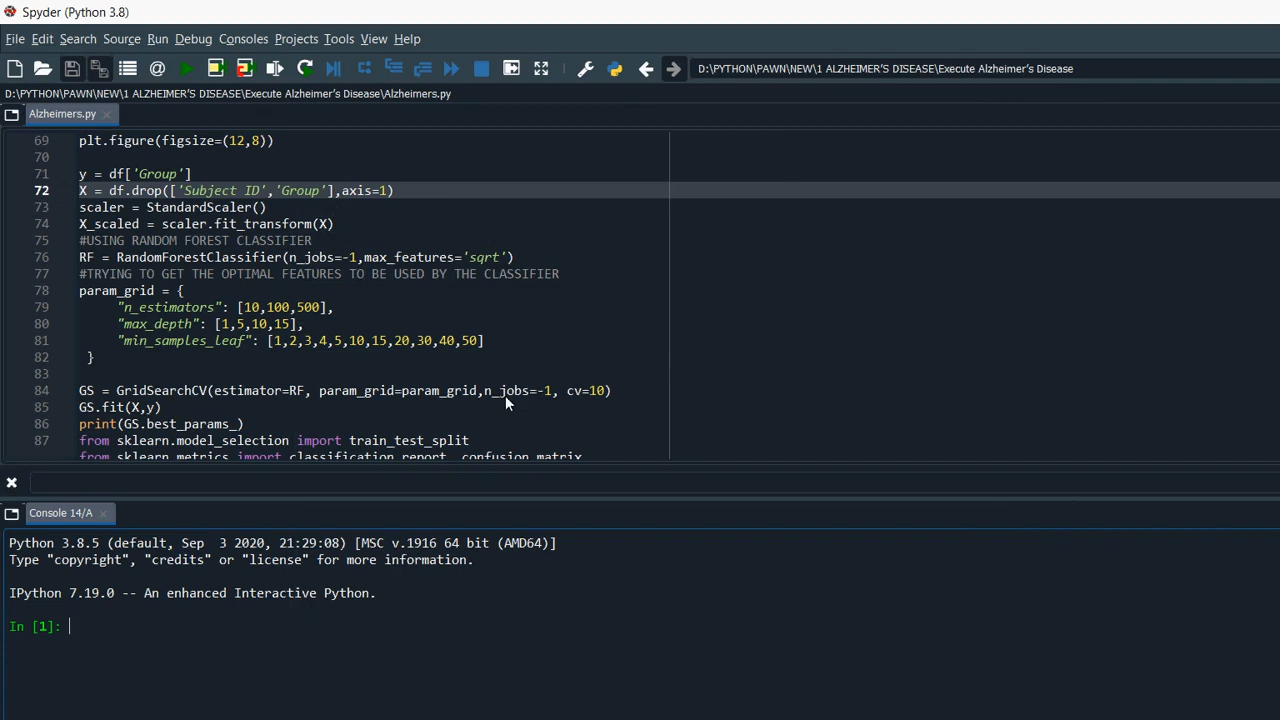 Spyder (Python 3.8)
File Edit Search Source Run Debug Consoles Projects Tools View Help
D:\PYTHON\PAWN\NEW\1 ALZHEIMER'S DISEASE\Execute Alzheimer's Disease
D:\PYTHON\PAWN\NEW\1 ALZHEIMER'S DISEASE\Execute Alzheimer's Disease\Alzheimers.py
Alzheimers.py
69 plt.figure(figsize=(12,8))
70
71 y = df['Group']
72 X = df.drop(['Subject ID','Group'],axis=1)
73 scaler = StandardScaler()
74 X_scaled = scaler.fit_transform(X)
75 #USING RANDOM FOREST CLASSIFIER
76 RF = RandomForestClassifier(n_jobs=-1,max_features='sqrt')
77 #TRYING TO GET THE OPTIMAL FEATURES TO BE USED BY THE CLASSIFIER
78 param_grid = {
79 "n_estimators": [10,100,500],
80 "max_depth": [1,5,10,15],
81 "min_samples_leaf": [1,2,3,4,5,10,15,20,30,40,50]
82 }
83
84 GS = GridSearchCV(estimator=RF, param_grid=param_grid,n_jobs=-1, cv=10)
85 GS.fit(X,y)
86 print(GS.best_params_)
87 from sklearn.model_selection import train_test_split
from sklearn.metrics import classification_report, confusion_matrix
Console 14/A
Python 3.8.5 (default, Sep 3 2020, 21:29:08) [MSC v.1916 64 bit (AMD64)]
Type "copyright", "credits" or "license" for more information.
IPython 7.19.0 -- An enhanced Interactive Python.
In [1]: